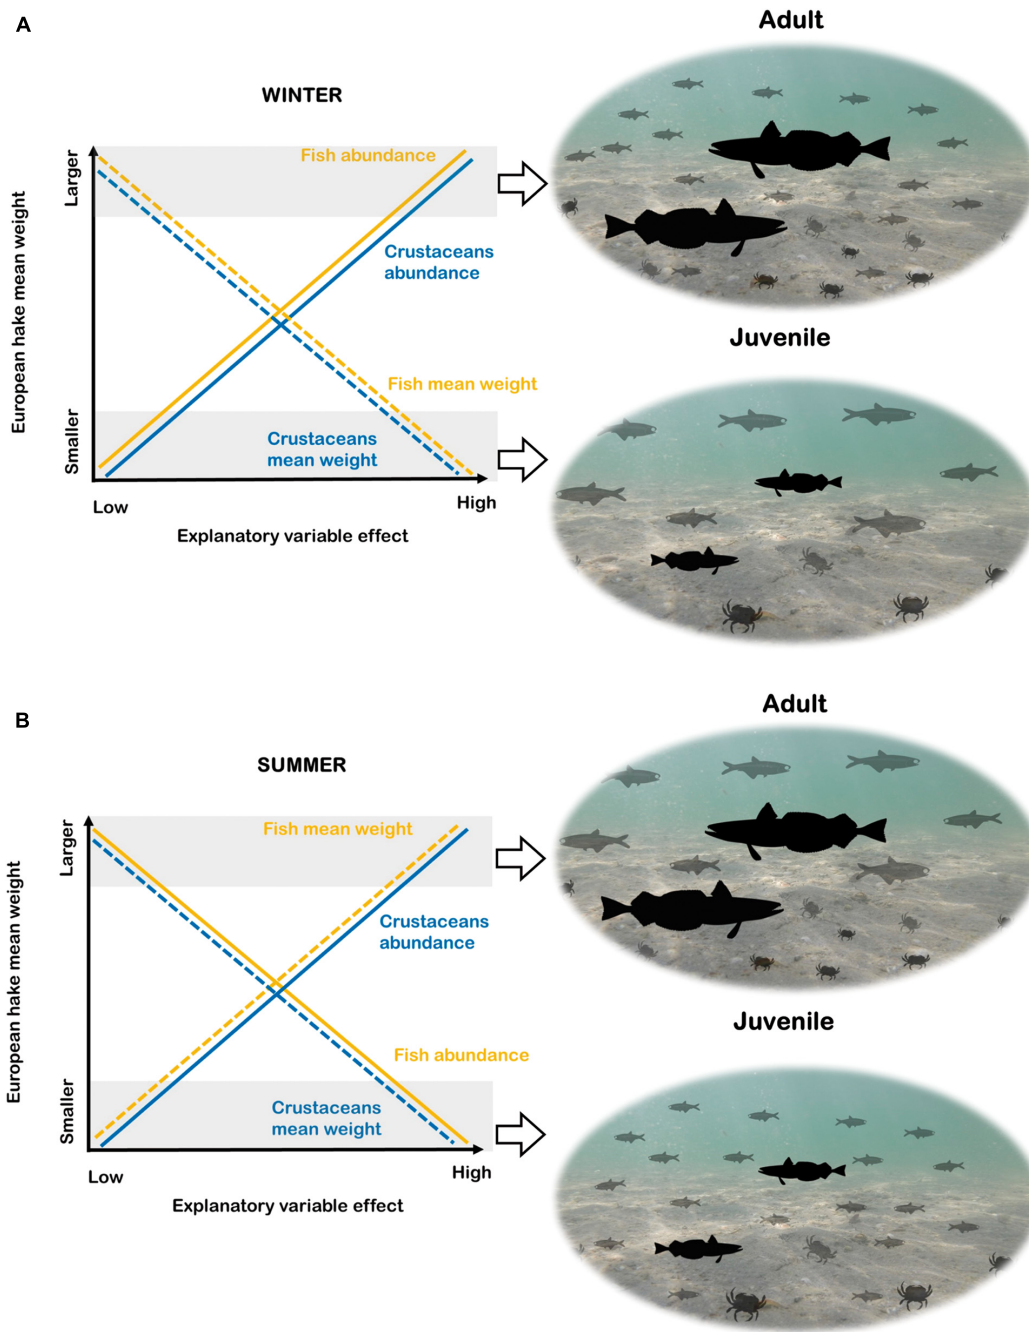 A
Adult
WINTER
Fish abundance
Larger
Crustaceans
abundance
European hake mean weight
Juvenile
Fish mean weight
Crustaceans
mean weight
Smaller
Low
High
Explanatory variable effect
B
Adult
SUMMER
Fish mean weight
Larger
Crustaceans
abundance
European hake mean weight
Juvenile
Fish abundance
Crustaceans
mean weight
Smaller
Low
High
Explanatory variable effect